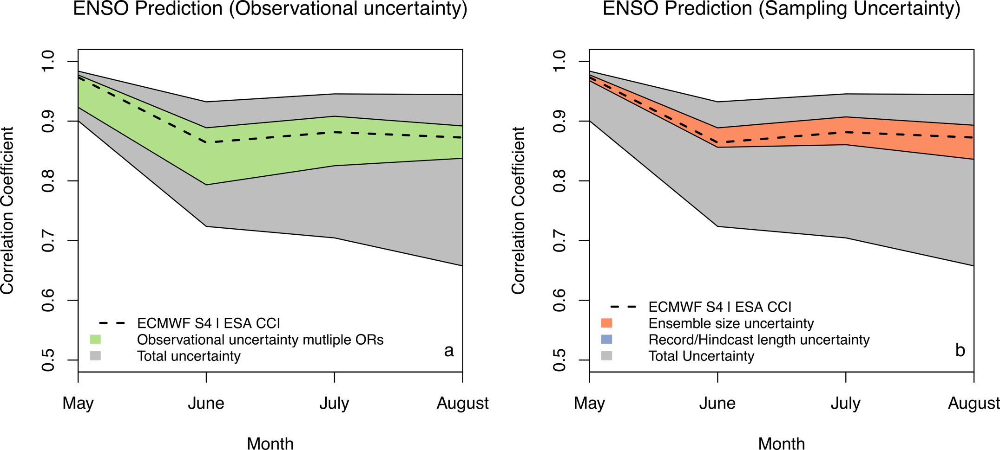 ENSO Prediction (Observational uncertainty)
Correlation Coefficient
1.0
0.9
0.8
0.7
0.6
0.5
ECMWF S4 | ESA CCI
Observational uncertainty mutliple ORs
Total uncertainty
a
May June July August
Month
ENSO Prediction (Sampling Uncertainty)
Correlation Coefficient
1.0
0.9
0.8
0.7
0.6
0.5
ECMWF S4 | ESA CCI
Ensemble size uncertainty
Record/Hindcast length uncertainty
Total Uncertainty
b
May June July August
Month